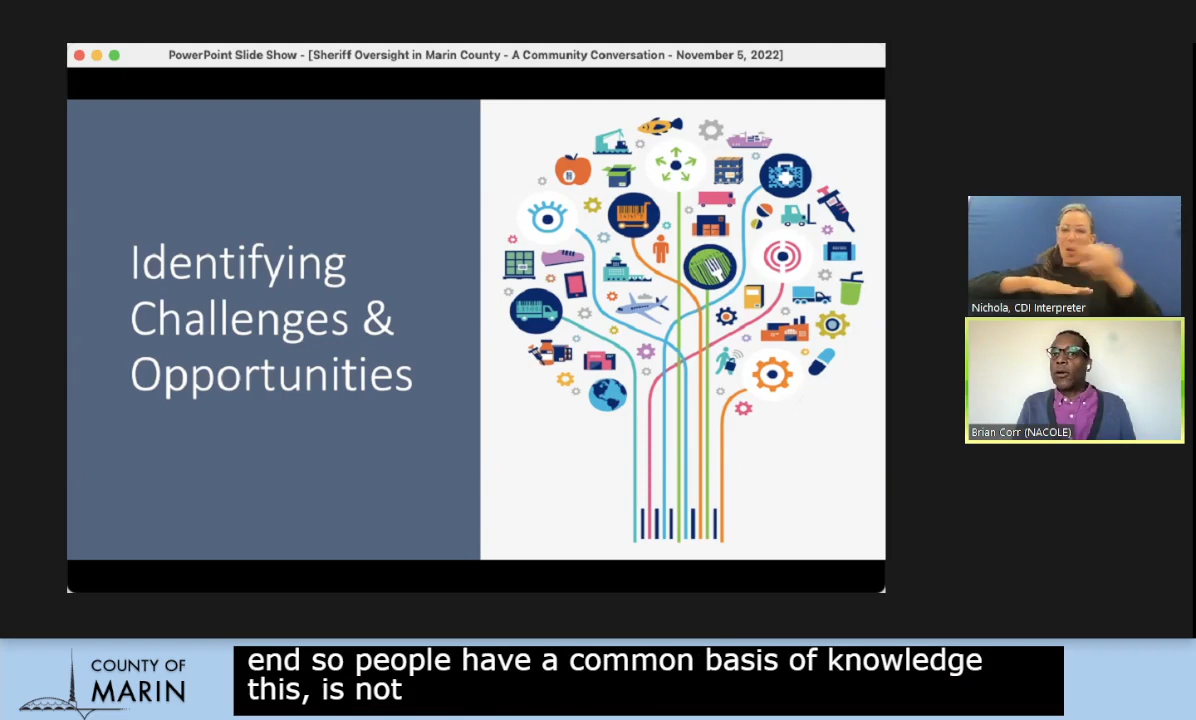 PowerPoint Slide Show - [Sheriff Oversight in Marin County - A Community Conversation - November 5, 2022]
Identifying
Challenges &
Opportunities
Nichola, CDI Interpreter
Brian Corr (NACOLE)
COUNTY OF
MARIN
end so people have a common basis of knowledge
this, is not